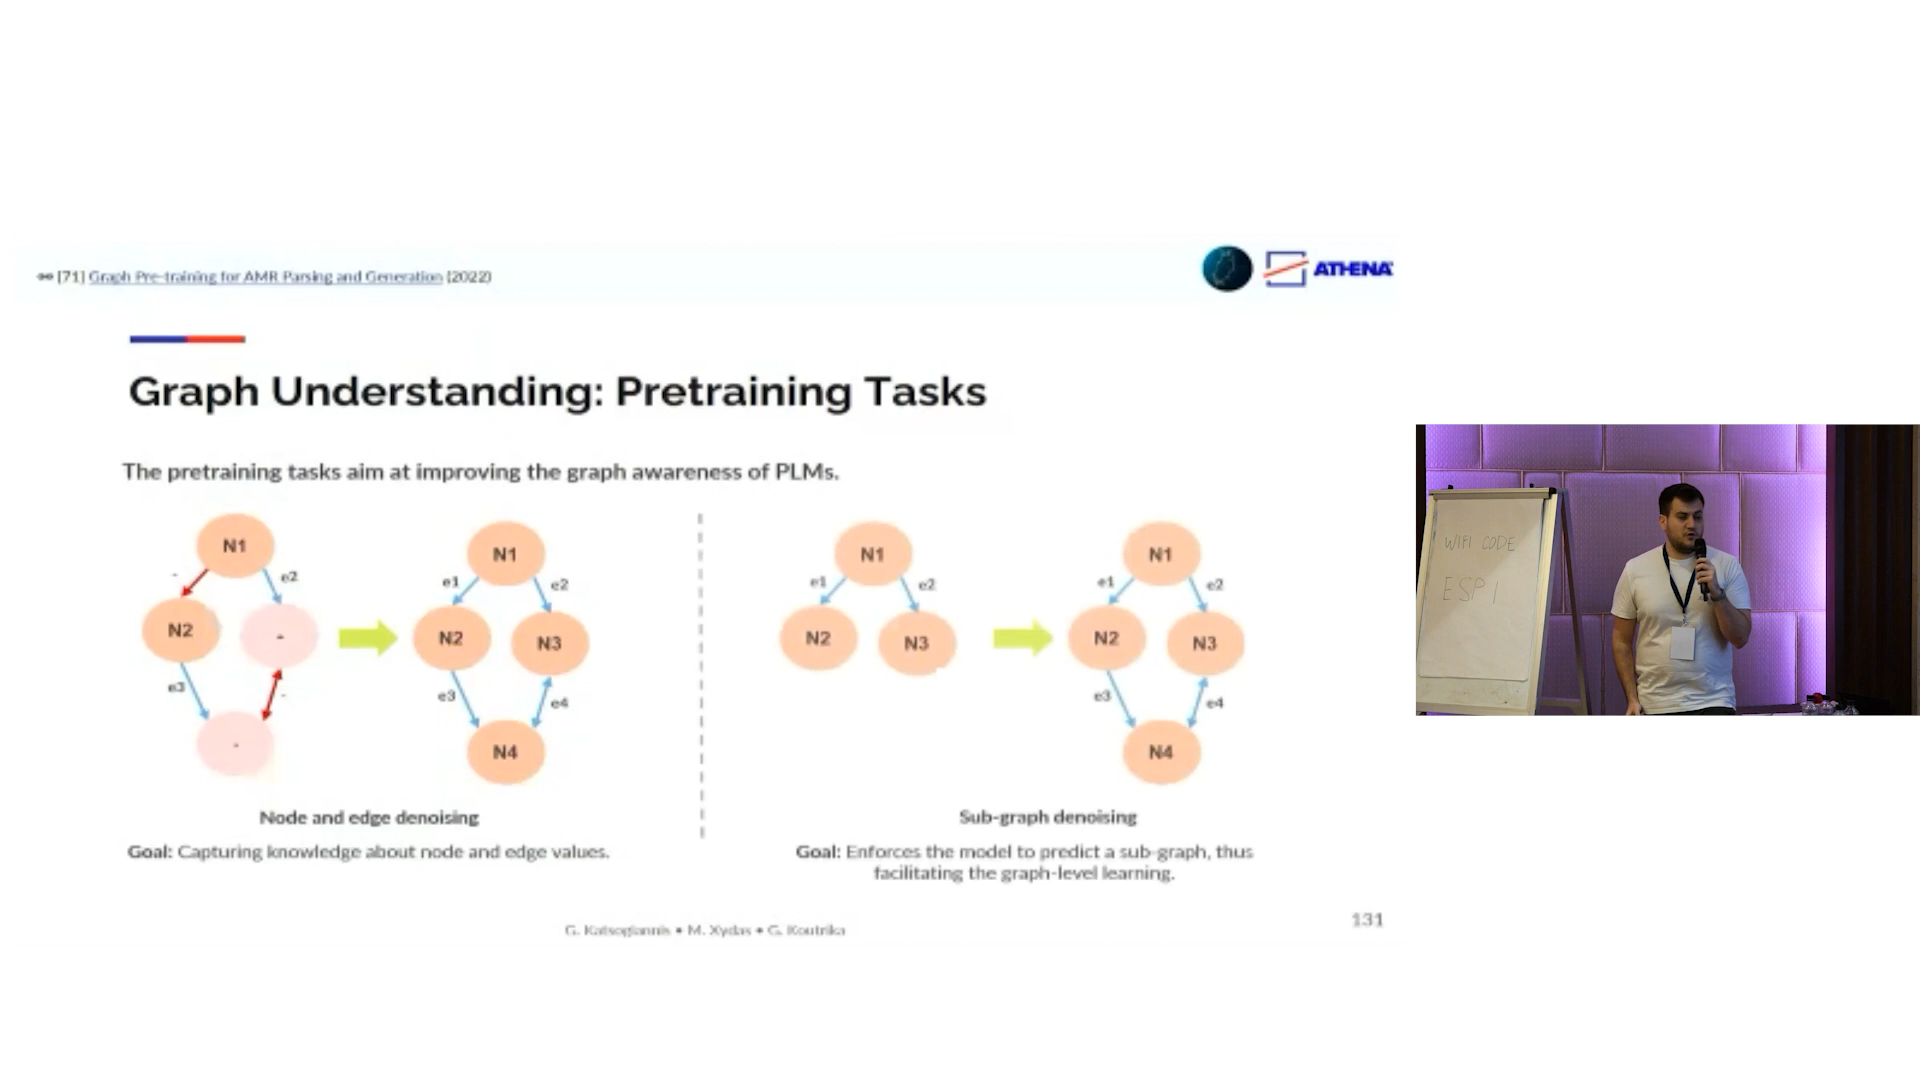 [71] Graph Pre-training for AMR Parsing and Generation (2022)
ATHENA
Graph Understanding: Pretraining Tasks
The pretraining tasks aim at improving the graph awareness of PLMs.
N1
-
e2
N2
-
e3
-
-
N1
e1
e2
N2
N3
e3
e4
N4
Node and edge denoising
Goal: Capturing knowledge about node and edge values.
N1
e1
e2
N2
N3
N1
e1
e2
N2
N3
e3
e4
N4
Sub-graph denoising
Goal: Enforces the model to predict a sub-graph, thus
facilitating the graph-level learning.
G. Katsogiannis • M. Xydas • G. Koutrika
131
WIFI CODE
ESP1